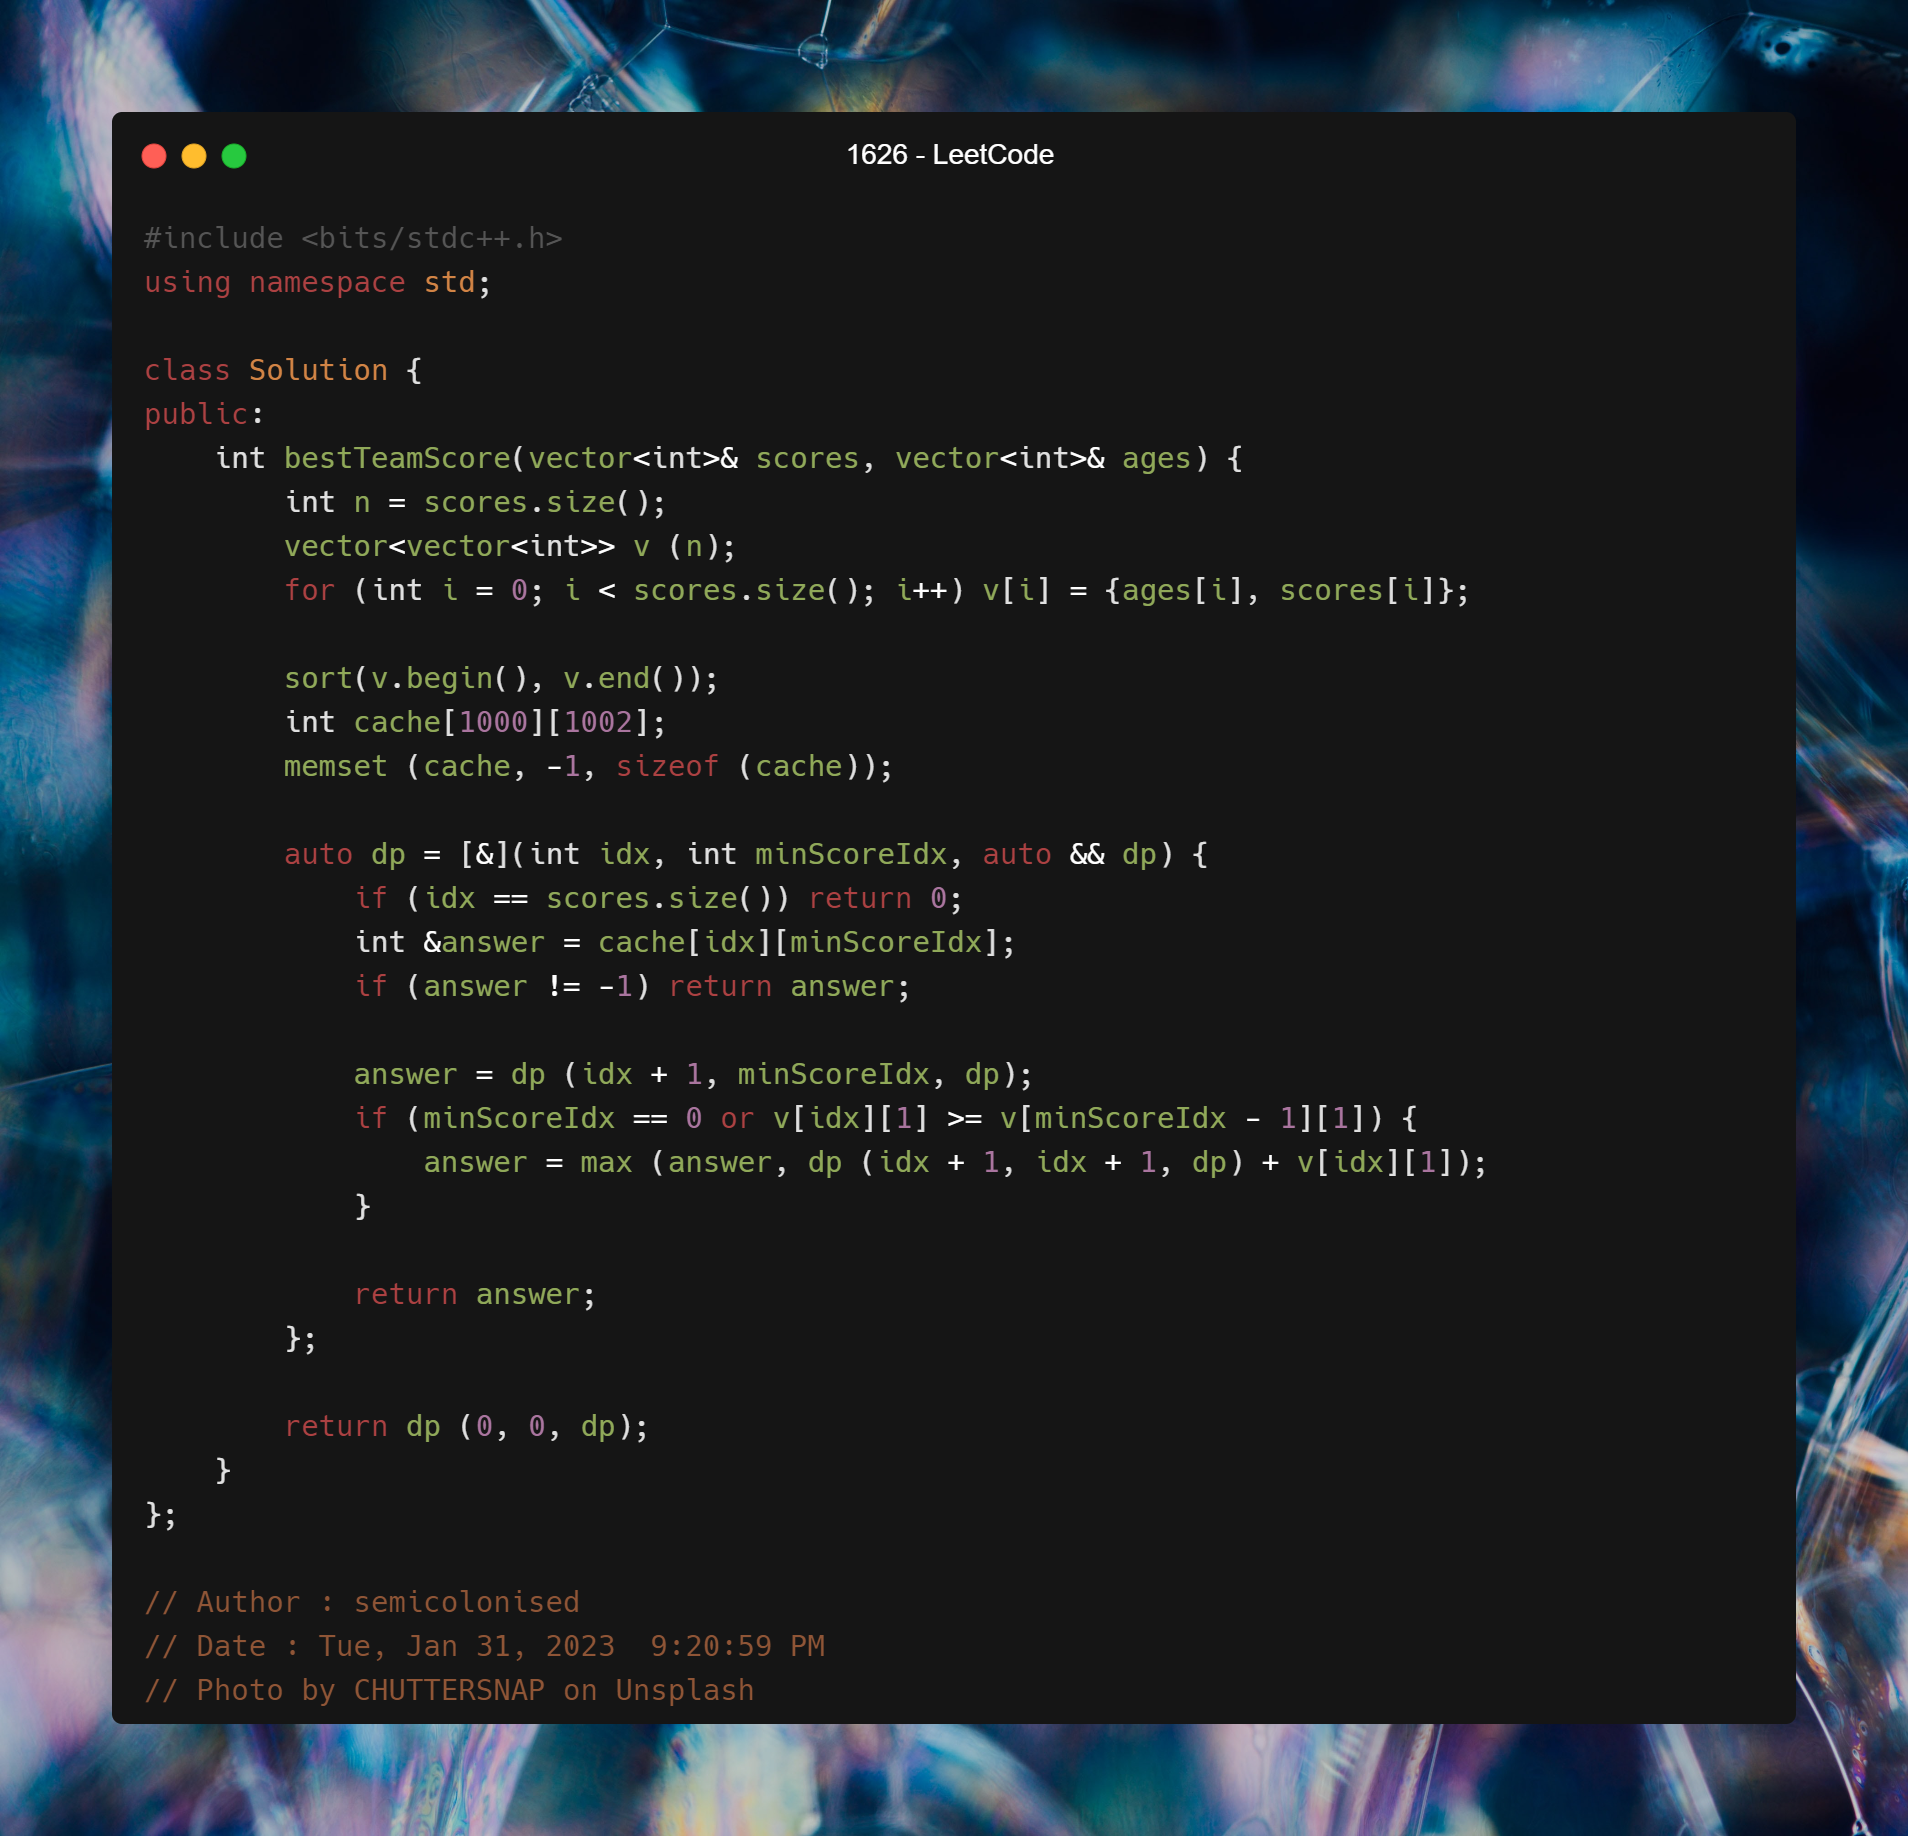 1626 - LeetCode
#include <bits/stdc++.h>
using namespace std;
class Solution {
public:
    int bestTeamScore(vector<int>& scores, vector<int>& ages) {
        int n = scores.size();
        vector<vector<int>> v (n);
        for (int i = 0; i < scores.size(); i++) v[i] = {ages[i], scores[i]};
        sort(v.begin(), v.end());
        int cache[1000][1002];
        memset (cache, -1, sizeof (cache));
        auto dp = [&](int idx, int minScoreIdx, auto && dp) {
            if (idx == scores.size()) return 0;
            int &answer = cache[idx][minScoreIdx];
            if (answer != -1) return answer;
            answer = dp (idx + 1, minScoreIdx, dp);
            if (minScoreIdx == 0 or v[idx][1] >= v[minScoreIdx - 1][1]) {
                answer = max (answer, dp (idx + 1, idx + 1, dp) + v[idx][1]);
            }
            return answer;
        };
        return dp (0, 0, dp);
    }
};
// Author : semicolonised
// Date : Tue, Jan 31, 2023  9:20:59 PM
// Photo by CHUTTERSNAP on Unsplash